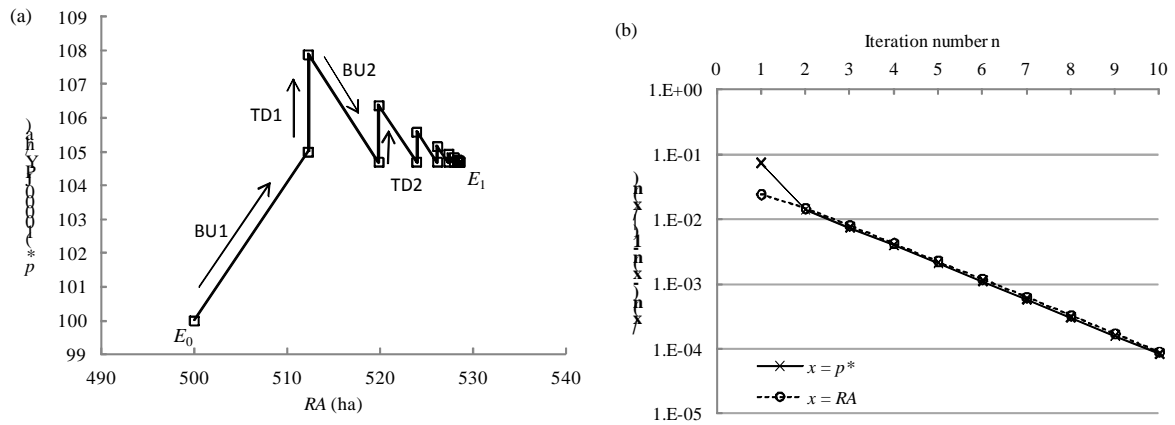 (a)
109
108
107
106
105
104
103
102
101
100
99
490
500
510
520
530
540
RA (ha)
BU1
TD1
BU2
TD2
E0
E1
(b)
Iteration number n
0 1 2 3 4 5 6 7 8 9 10
1.E+00
1.E-01
1.E-02
1.E-03
1.E-04
1.E-05
x = p*
x = RA